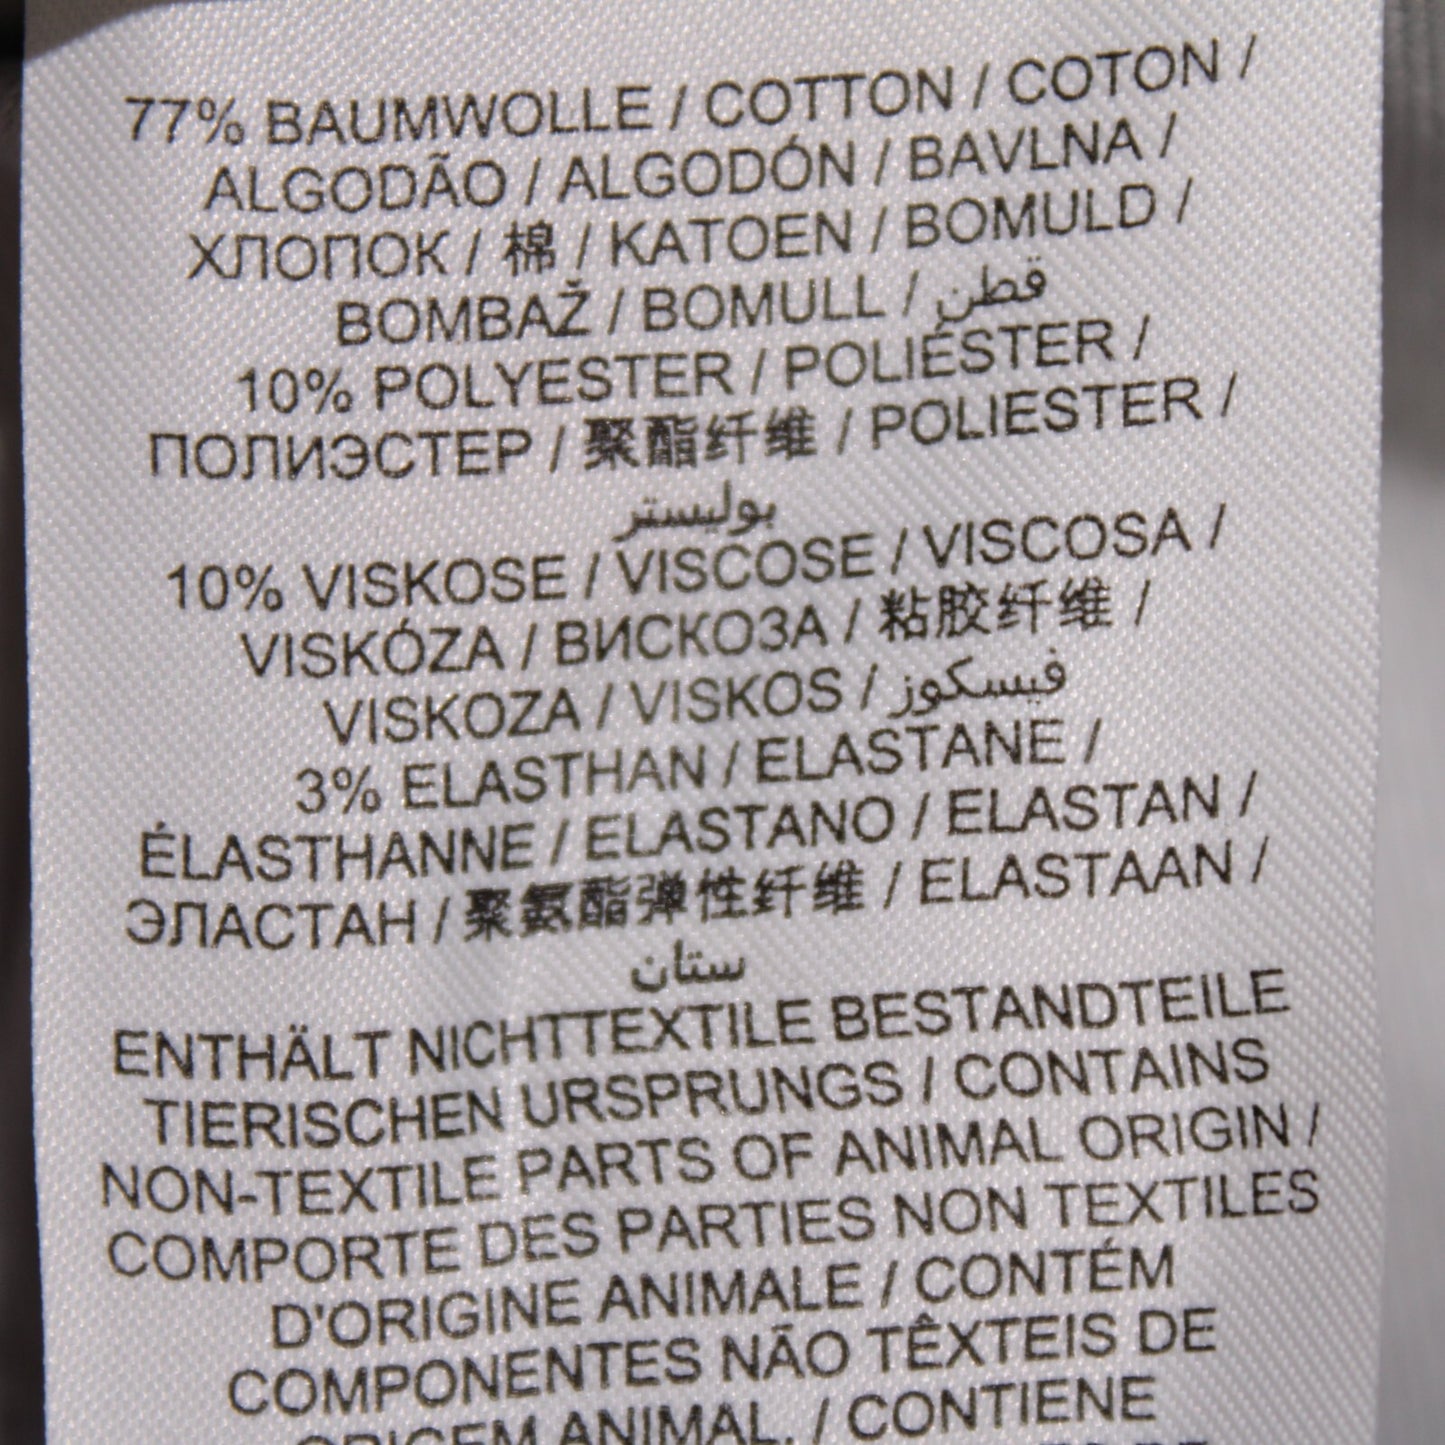 77% BAUMWOLLE / COTTON / COTON /
ALGODÃO / ALGODÓN / BAVLNA /
ХЛОПОК / 棉 / KATOEN / BOMULD /
BOMBAŽ / BOMULL / قطن
10% POLYESTER / POLIÉSTER /
ПОЛИЭСТЕР / 聚酯纤维 / POLIESTER /
بوليستر
10% VISKOSE / VISCOSE / VISCOSA /
VISKÓZA / ВИСКОЗА / 粘胶纤维 /
VISKOZA / VISKOS / فيسكوز
3% ELASTHAN / ELASTANE /
ÉLASTHANNE / ELASTANO / ELASTAN /
ЭЛАСТАН / 聚氨酯弹性纤维 / ELASTAAN /
ستان
ENTHÄLT NICHTTEXTILE BESTANDTEILE
TIERISCHEN URSPRUNGS / CONTAINS
NON-TEXTILE PARTS OF ANIMAL ORIGIN /
COMPORTE DES PARTIES NON TEXTILES
D'ORIGINE ANIMALE / CONTÉM
COMPONENTES NÃO TÊXTEIS DE
ORIGEM ANIMAL. / CONTIENE